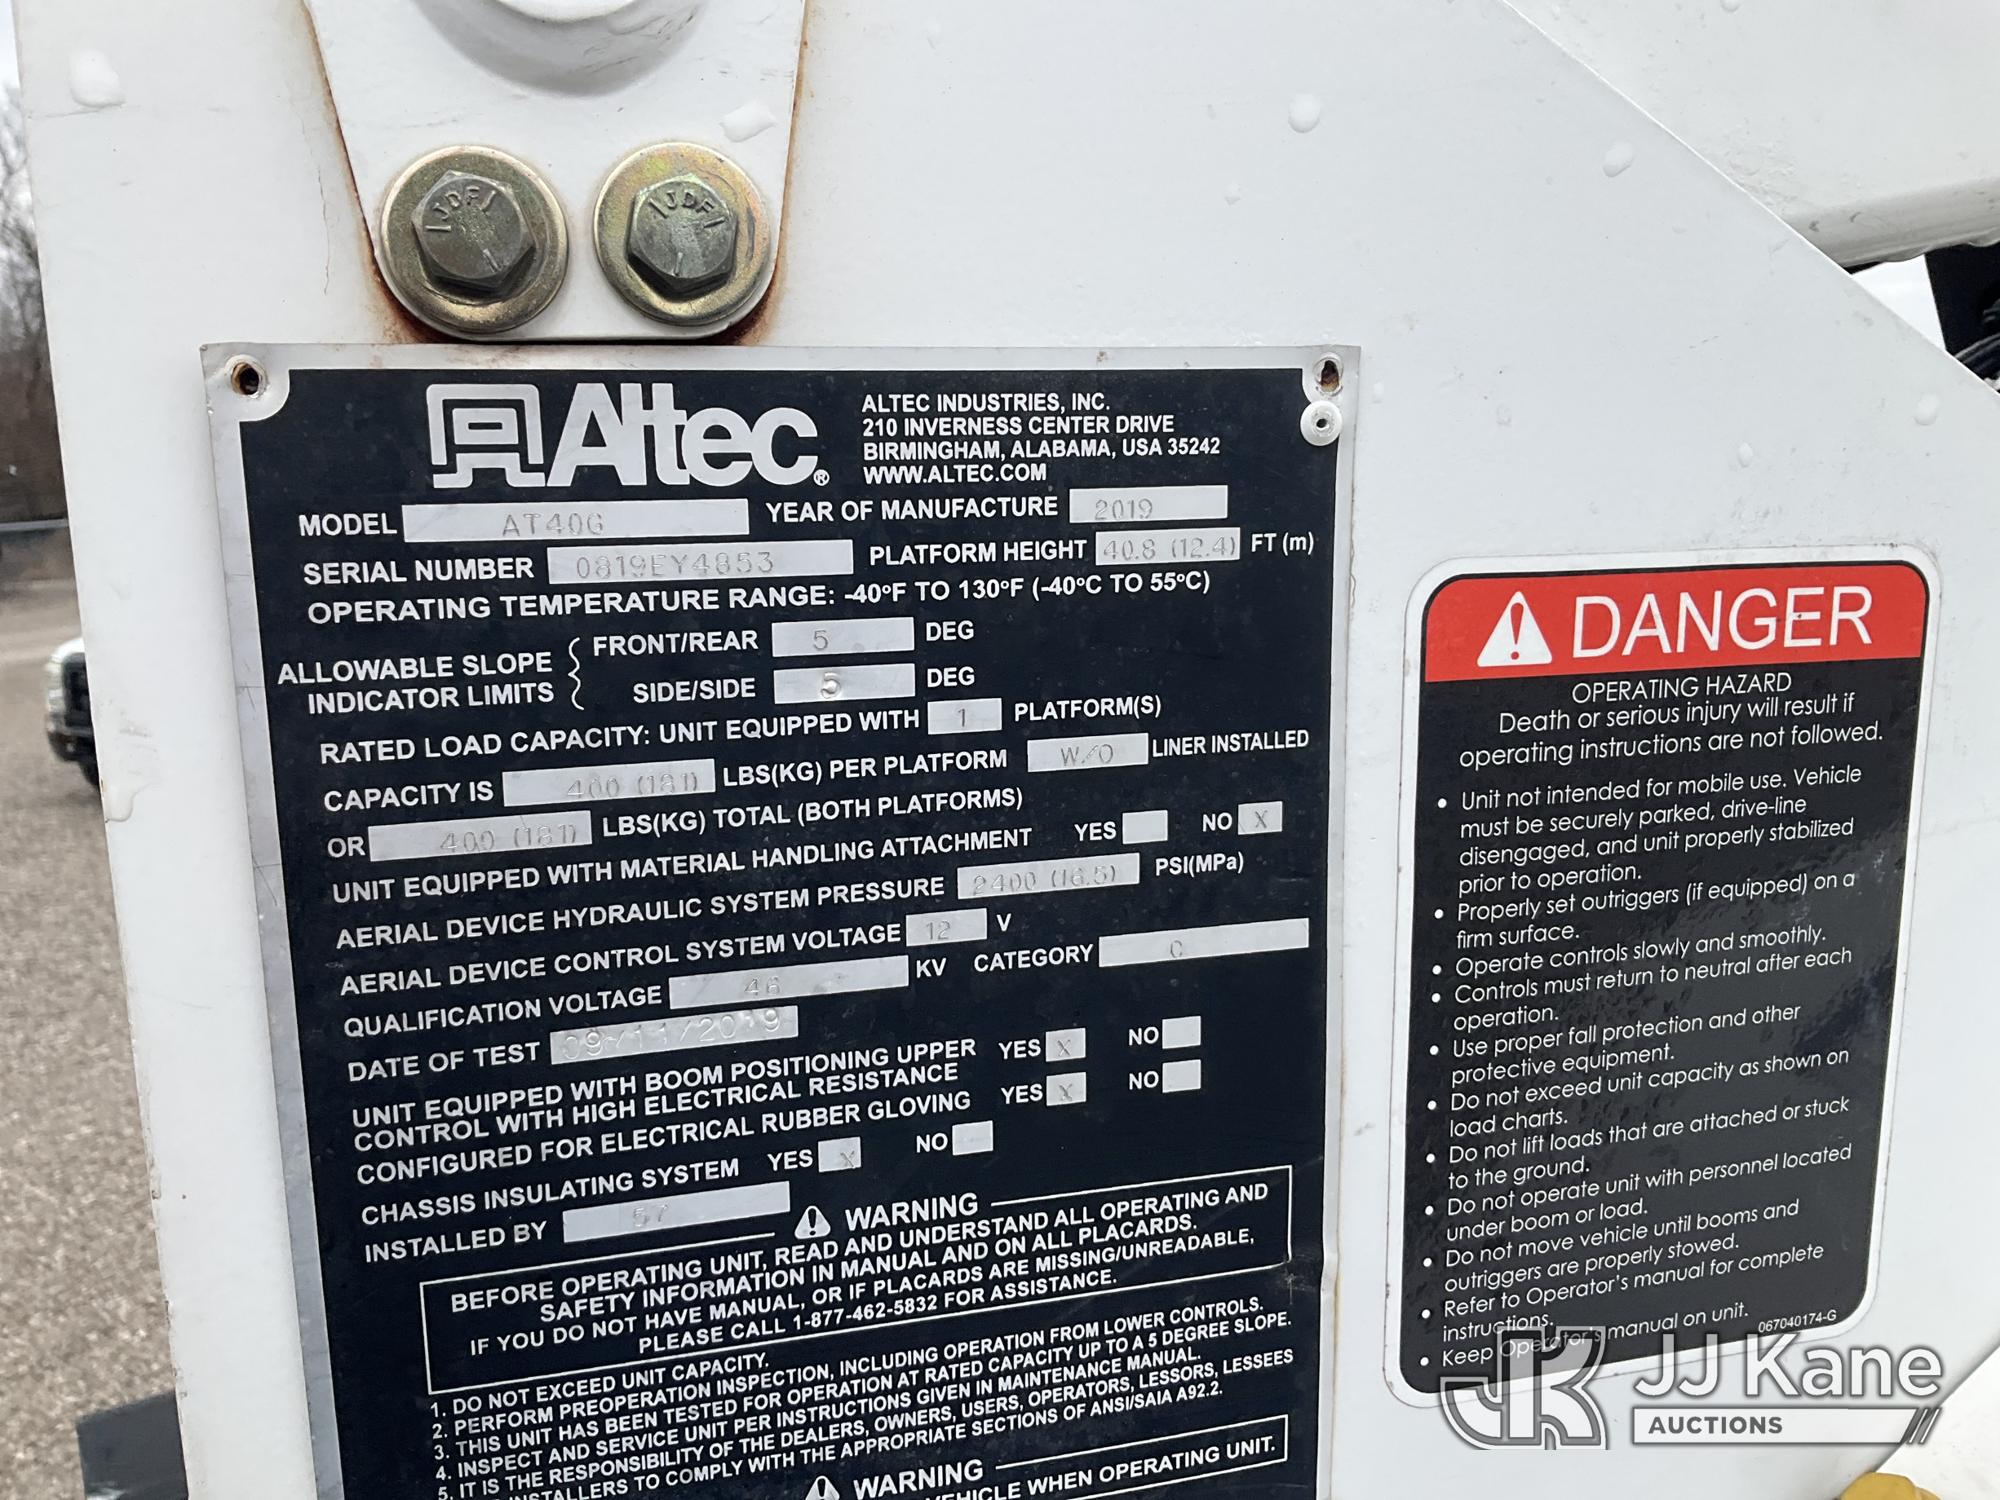 JDF
JDF
Altec®
ALTEC INDUSTRIES, INC.
210 INVERNESS CENTER DRIVE
BIRMINGHAM, ALABAMA, USA 35242
WWW.ALTEC.COM
MODEL AT40G YEAR OF MANUFACTURE 2019
SERIAL NUMBER 0819EY4853 PLATFORM HEIGHT 40.8 (12.4) FT (m)
OPERATING TEMPERATURE RANGE: -40°F TO 130°F (-40°C TO 55°C)
ALLOWABLE SLOPE INDICATOR LIMITS
FRONT/REAR 5 DEG
SIDE/SIDE 5 DEG
RATED LOAD CAPACITY: UNIT EQUIPPED WITH 1 PLATFORM(S)
CAPACITY IS 400 (181) LBS(KG) PER PLATFORM W/O LINER INSTALLED
OR 400 (181) LBS(KG) TOTAL (BOTH PLATFORMS)
UNIT EQUIPPED WITH MATERIAL HANDLING ATTACHMENT YES NO X
AERIAL DEVICE HYDRAULIC SYSTEM PRESSURE 2400 (16.5) PSI(MPa)
AERIAL DEVICE CONTROL SYSTEM VOLTAGE 12 V
QUALIFICATION VOLTAGE 46 KV CATEGORY C
DATE OF TEST 09/11/2019
UNIT EQUIPPED WITH BOOM POSITIONING UPPER
CONTROL WITH HIGH ELECTRICAL RESISTANCE YES X NO
CONFIGURED FOR ELECTRICAL RUBBER GLOVING YES X NO
CHASSIS INSULATING SYSTEM YES X NO
INSTALLED BY 57
WARNING
BEFORE OPERATING UNIT, READ AND UNDERSTAND ALL OPERATING AND
SAFETY INFORMATION IN MANUAL AND ON ALL PLACARDS.
IF YOU DO NOT HAVE MANUAL, OR IF PLACARDS ARE MISSING/UNREADABLE,
PLEASE CALL 1-877-462-5832 FOR ASSISTANCE.
1. DO NOT EXCEED UNIT CAPACITY.
2. PERFORM PREOPERATION INSPECTION, INCLUDING OPERATION FROM LOWER CONTROLS.
3. THIS UNIT HAS BEEN TESTED FOR OPERATION AT RATED CAPACITY UP TO A 5 DEGREE SLOPE.
4. INSPECT AND SERVICE UNIT PER INSTRUCTIONS GIVEN IN MAINTENANCE MANUAL.
5. IT IS THE RESPONSIBILITY OF THE DEALERS, OWNERS, USERS, OPERATORS, LESSORS, LESSEES
INSTALLERS TO COMPLY WITH THE APPROPRIATE SECTIONS OF ANSI/SAIA A92.2.
WARNING
VEHICLE WHEN OPERATING UNIT.
DANGER
OPERATING HAZARD
Death or serious injury will result if
operating instructions are not followed.
• Unit not intended for mobile use. Vehicle
must be securely parked, drive-line
disengaged, and unit properly stabilized
prior to operation.
• Properly set outriggers (if equipped) on a
firm surface.
• Operate controls slowly and smoothly.
• Controls must return to neutral after each
operation.
• Use proper fall protection and other
protective equipment.
• Do not exceed unit capacity as shown on
load charts.
• Do not lift loads that are attached or stuck
to the ground.
• Do not operate unit with personnel located
under boom or load.
• Do not move vehicle until booms and
outriggers are properly stowed.
• Refer to Operator's manual for complete
instructions.
• Keep Operator's manual on unit.
067040174-G
JK JJ Kane
AUCTIONS